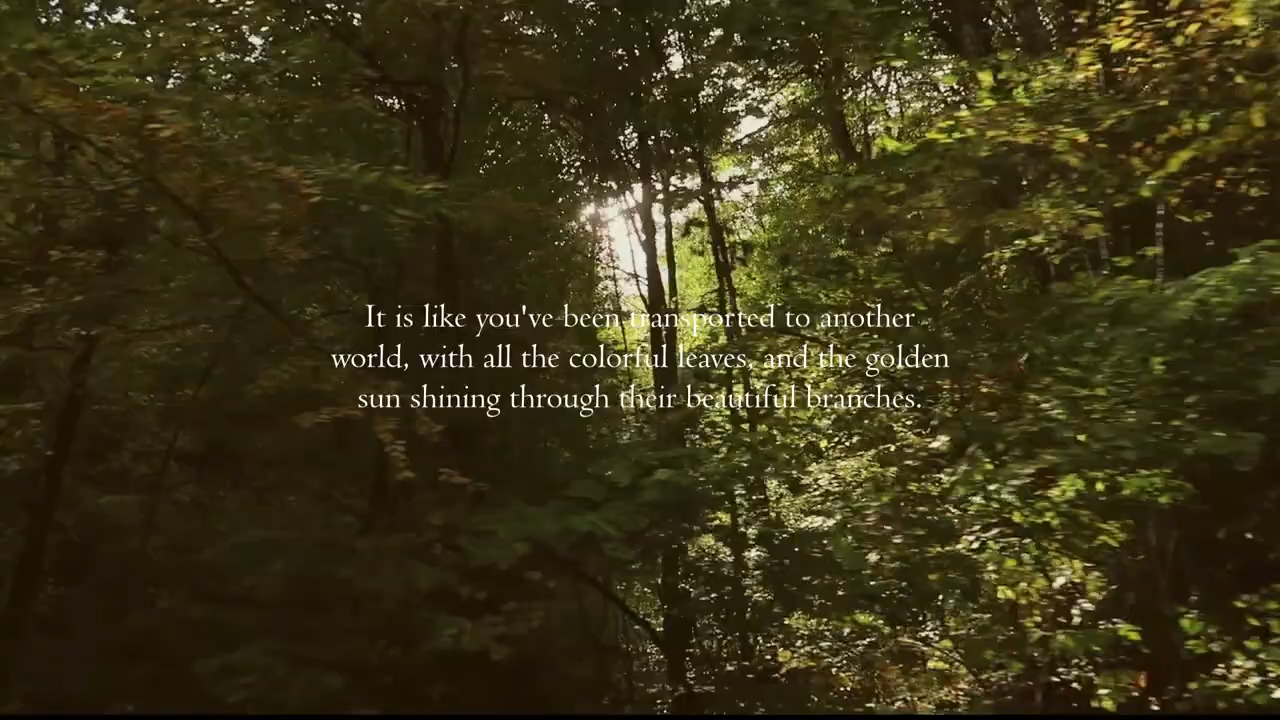 It is like you've been transported to another
world, with all the colorful leaves, and the golden
sun shining through their beautiful branches.